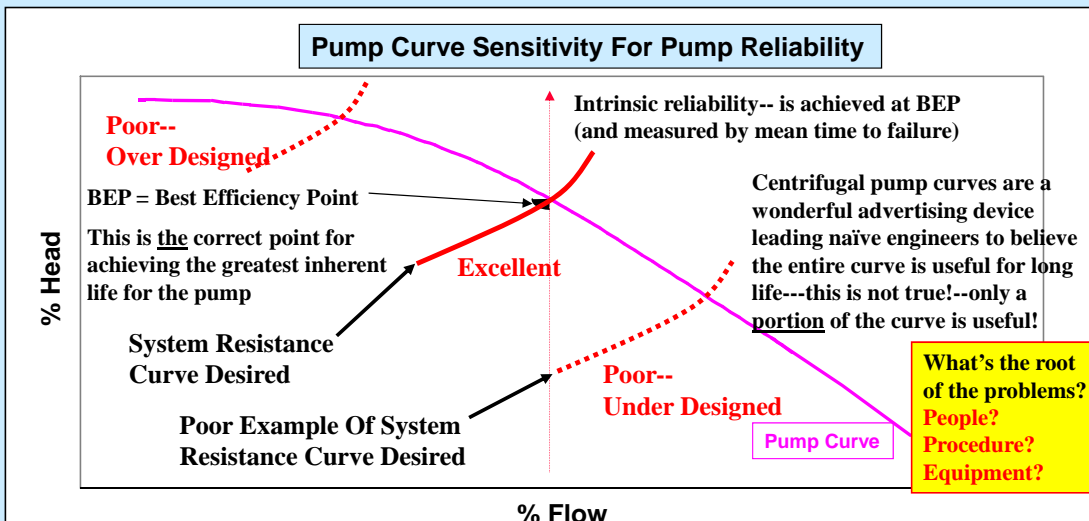 Pump Curve Sensitivity For Pump Reliability
Intrinsic reliability-- is achieved at BEP
(and measured by mean time to failure)
Poor--
Over Designed
BEP = Best Efficiency Point
This is the correct point for
achieving the greatest inherent
life for the pump
Excellent
Centrifugal pump curves are a
wonderful advertising device
leading naïve engineers to believe
the entire curve is useful for long
life---this is not true!--only a
portion of the curve is useful!
System Resistance
Curve Desired
Poor--
Under Designed
Poor Example Of System
Resistance Curve Desired
Pump Curve
What's the root
of the problems?
People?
Procedure?
Equipment?
% Head
% Flow